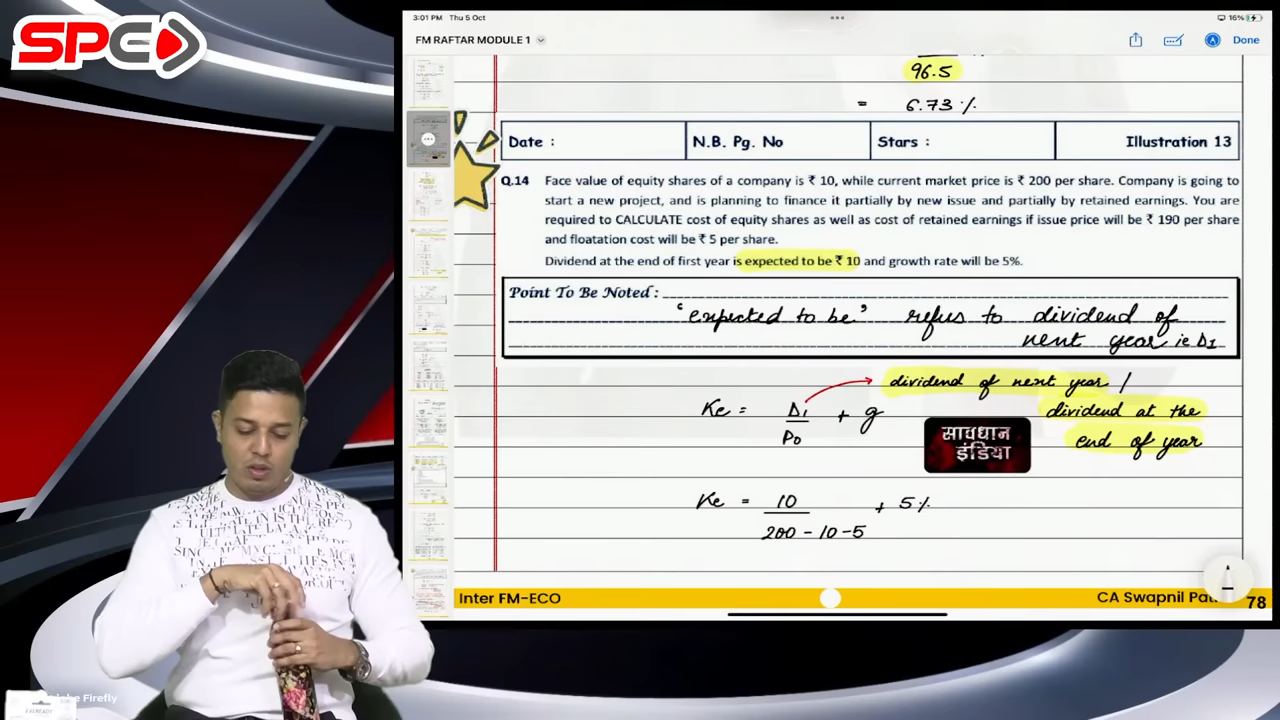 SPED
3:01 PM Thu 5 Oct
16%
FM RAFTAR MODULE 1
Done
96.5
= 6.73 %
Date :
N.B. Pg. No
Stars :
Illustration 13
Q.14 Face value of equity shares of a company is ₹ 10, while current market price is ₹ 200 per share. Company is going to
start a new project, and is planning to finance it partially by new issue and partially by retained earnings. You are
required to CALCULATE cost of equity shares as well as cost of retained earnings if issue price will be ₹ 190 per share
and floatation cost will be ₹ 5 per share.
Dividend at the end of first year is expected to be ₹ 10 and growth rate will be 5%.
Point To Be Noted :
'expected to be' refers to dividend of
next year ie D1
dividend of next year /
Ke = D1 + g
dividend at the
P0
end of year
सावधान
इंडिया
Ke = 10 + 5%
200 - 10 - 5
Inter FM-ECO
78
Firefly